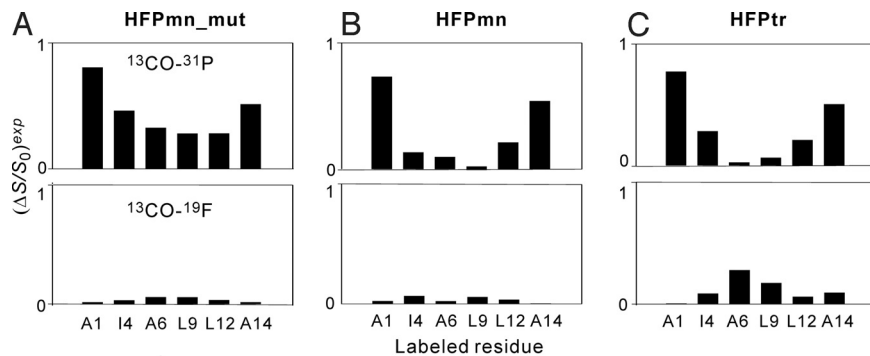 A HFPmn_mut B HFPmn C HFPtr
1 1 1
¹³CO-³¹P
0 0 0
(ΔS/S₀)ᵉˣᵖ
1 1 1
¹³CO-¹⁹F
0 0 0
A1 I4 A6 L9 L12 A14 A1 I4 A6 L9 L12 A14 A1 I4 A6 L9 L12 A14
Labeled residue